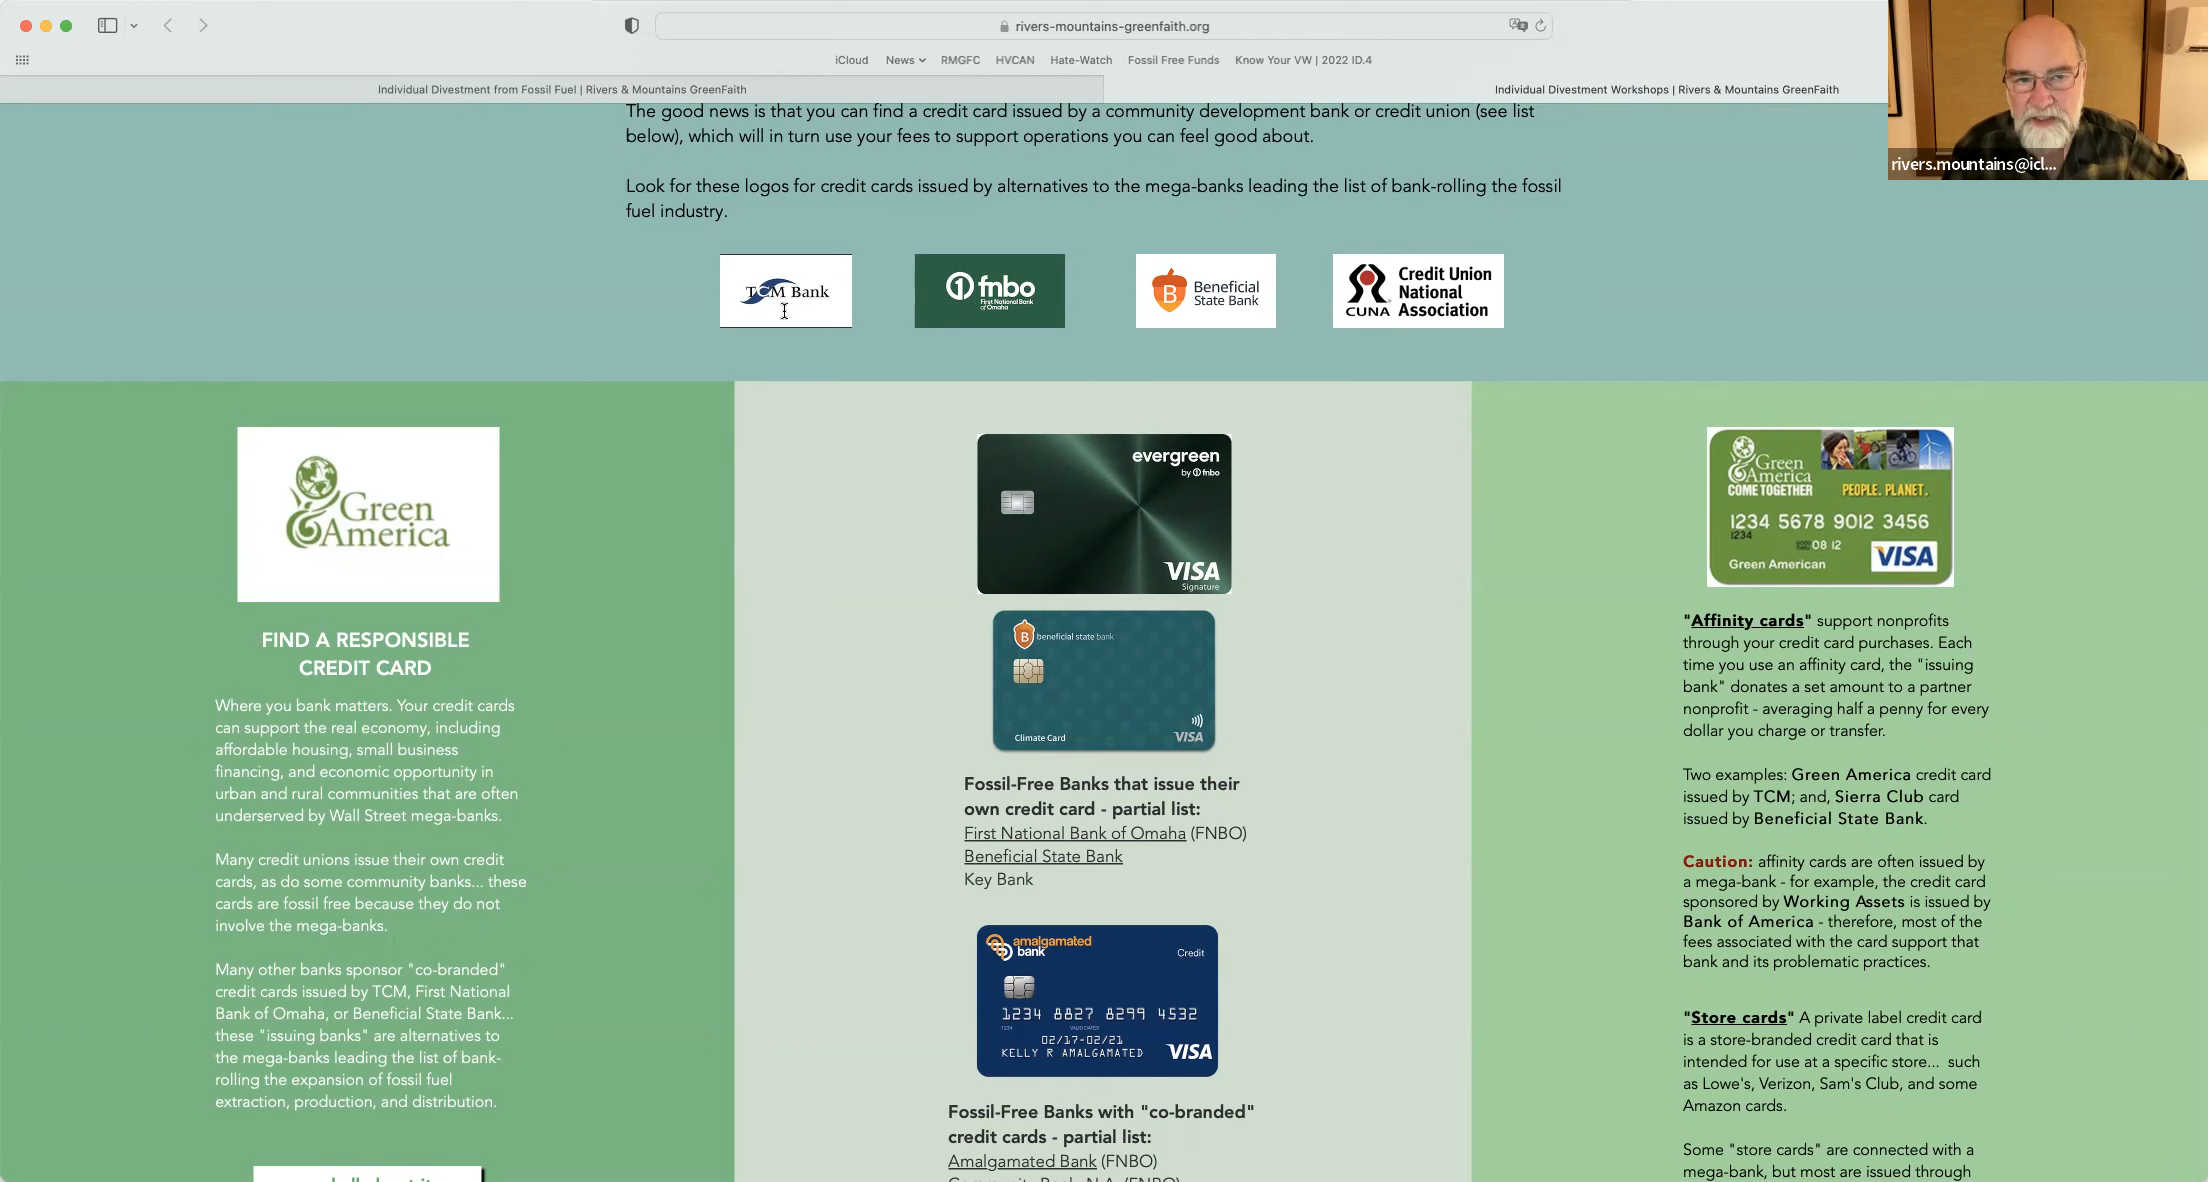 rivers-mountains-greenfaith.org
iCloud News RMGFC HVCAN Hate-Watch Fossil Free Funds Know Your VW | 2022 ID.4
Individual Divestment from Fossil Fuel | Rivers & Mountains GreenFaith
Individual Divestment Workshops | Rivers & Mountains GreenFaith
rivers.mountains@icl...
The good news is that you can find a credit card issued by a community development bank or credit union (see list
below), which will in turn use your fees to support operations you can feel good about.
Look for these logos for credit cards issued by alternatives to the mega-banks leading the list of bank-rolling the fossil
fuel industry.
TCM Bank
1 fnbo
First National Bank
of Omaha
B Beneficial
State Bank
CUNA
Credit Union
National
Association
Green
America
FIND A RESPONSIBLE
CREDIT CARD
Where you bank matters. Your credit cards
can support the real economy, including
affordable housing, small business
financing, and economic opportunity in
urban and rural communities that are often
underserved by Wall Street mega-banks.
Many credit unions issue their own credit
cards, as do some community banks... these
cards are fossil free because they do not
involve the mega-banks.
Many other banks sponsor "co-branded"
credit cards issued by TCM, First National
Bank of Omaha, or Beneficial State Bank...
these "issuing banks" are alternatives to
the mega-banks leading the list of bank-
rolling the expansion of fossil fuel
extraction, production, and distribution.
evergreen
by 1 fnbo
VISA
Signature
B beneficial state bank
Climate Card
VISA
Fossil-Free Banks that issue their
own credit card - partial list:
First National Bank of Omaha (FNBO)
Beneficial State Bank
Key Bank
amalgamated
bank
Credit
1234 8827 8299 4532
1234 VALID DATES
02/17-02/21
KELLY R AMALGAMATED
VISA
Fossil-Free Banks with "co-branded"
credit cards - partial list:
Amalgamated Bank (FNBO)
Community Bank, N.A. (FNBO)
Green
America
COME TOGETHER
PEOPLE. PLANET.
1234 5678 9012 3456
1234
08 12
Green American
VISA
"Affinity cards" support nonprofits
through your credit card purchases. Each
time you use an affinity card, the "issuing
bank" donates a set amount to a partner
nonprofit - averaging half a penny for every
dollar you charge or transfer.
Two examples: Green America credit card
issued by TCM; and, Sierra Club card
issued by Beneficial State Bank.
Caution: affinity cards are often issued by
a mega-bank - for example, the credit card
sponsored by Working Assets is issued by
Bank of America - therefore, most of the
fees associated with the card support that
bank and its problematic practices.
"Store cards" A private label credit card
is a store-branded credit card that is
intended for use at a specific store... such
as Lowe's, Verizon, Sam's Club, and some
Amazon cards.
Some "store cards" are connected with a
mega-bank, but most are issued through